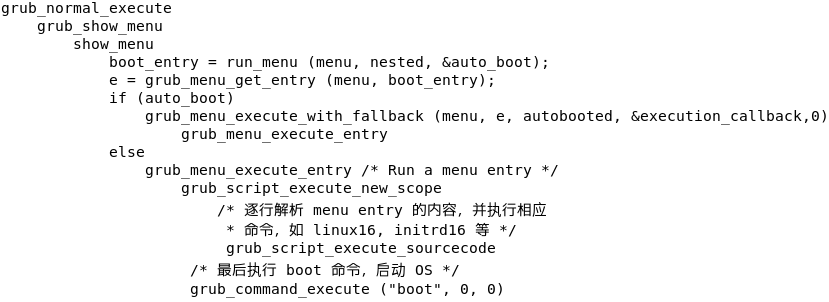 grub_normal_execute
grub_show_menu
show_menu
boot_entry = run_menu (menu, nested, &auto_boot);
e = grub_menu_get_entry (menu, boot_entry);
if (auto_boot)
grub_menu_execute_with_fallback (menu, e, autobooted, &execution_callback,0)
grub_menu_execute_entry
else
grub_menu_execute_entry /* Run a menu entry */
grub_script_execute_new_scope
/* 逐行解析 menu entry 的内容，并执行相应
* 命令，如 linux16, initrd16 等 */
grub_script_execute_sourcecode
/* 最后执行 boot 命令，启动 OS */
grub_command_execute ("boot", 0, 0)